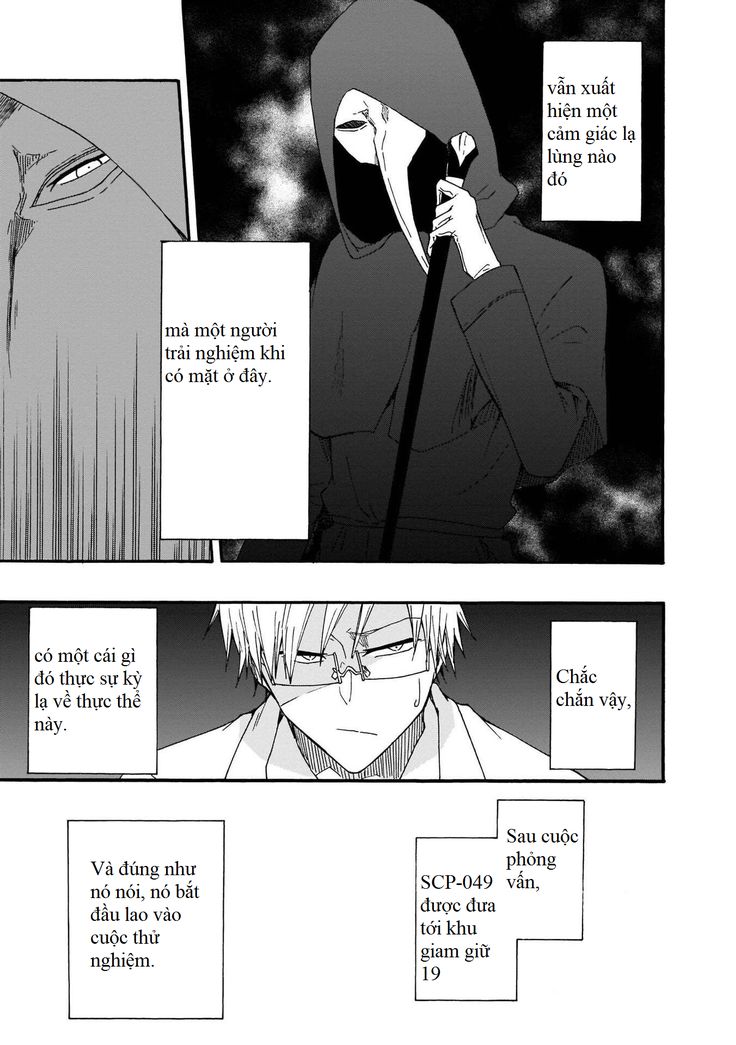 vẫn xuất
hiện một
cảm giác lạ
lùng nào
đó
mà một người
trải nghiệm khi
có mặt ở đây.
Chắc
chắn vậy,
có một cái gì
đó thực sự kỳ
lạ về thực thể
này.
Sau cuộc
phỏng
vấn,
SCP-049
được đưa
tới khu
giam giữ
19
Và đúng như
nó nói, nó bắt
đầu lao vào
cuộc thử
nghiệm.